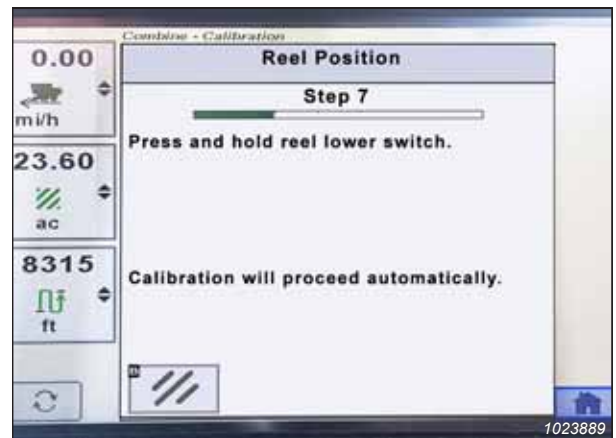 Combine - Calibration
0.00
mi/h
23.60
ac
8315
ft
Reel Position
Step 7
Press and hold reel lower switch.
Calibration will proceed automatically.
1023889